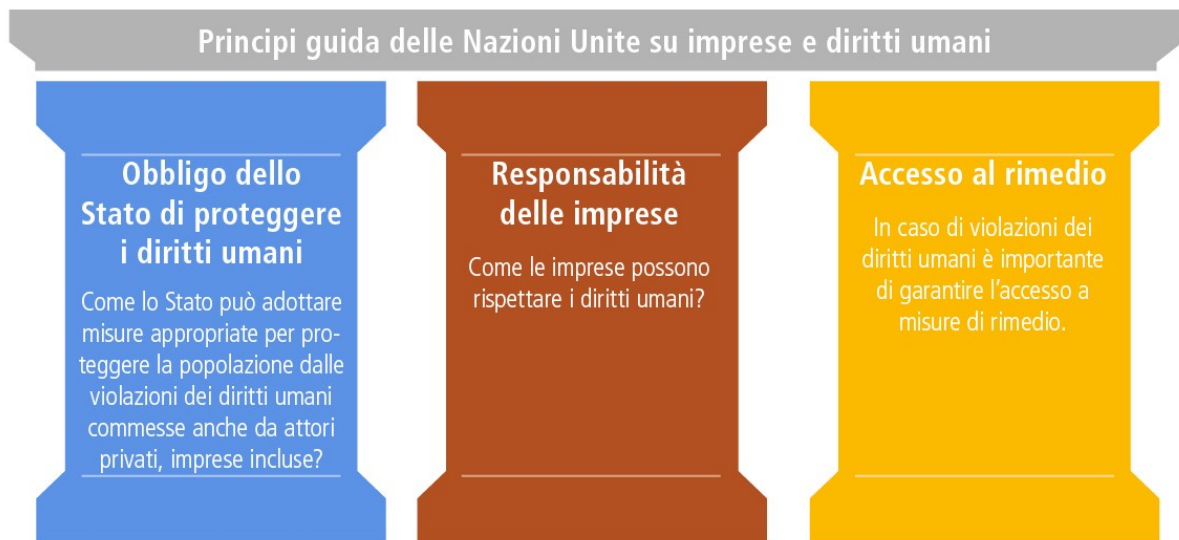 Principi guida delle Nazioni Unite su imprese e diritti umani
Obbligo dello
Stato di proteggere
i diritti umani
Come lo Stato può adottare
misure appropriate per pro-
teggere la popolazione dalle
violazioni dei diritti umani
commesse anche da attori
privati, imprese incluse?
Responsabilità
delle imprese
Come le imprese possono
rispettare i diritti umani?
Accesso al rimedio
In caso di violazioni dei
diritti umani è importante
di garantire l’accesso a
misure di rimedio.